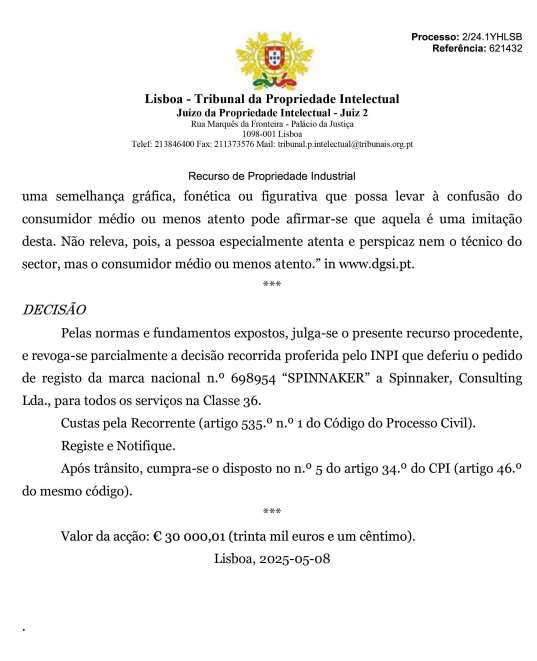 Processo: 2/24.1YHLSB
Referência: 621432
Lisboa - Tribunal da Propriedade Intelectual
Juízo da Propriedade Intelectual - Juiz 2
Rua Marquês da Fronteira - Palácio da Justiça
1098-001 Lisboa
Telef: 213846400 Fax: 211373576 Mail: tribunal.p.intelectual@tribunais.org.pt
Recurso de Propriedade Industrial
uma semelhança gráfica, fonética ou figurativa que possa levar à confusão do
consumidor médio ou menos atento pode afirmar-se que aquela é uma imitação
desta. Não releva, pois, a pessoa especialmente atenta e perspicaz nem o técnico do
sector, mas o consumidor médio ou menos atento.” in www.dgsi.pt.
***
DECISÃO
Pelas normas e fundamentos expostos, julga-se o presente recurso procedente,
e revoga-se parcialmente a decisão recorrida proferida pelo INPI que deferiu o pedido
de registo da marca nacional n.º 698954 “SPINNAKER” a Spinnaker, Consulting
Lda., para todos os serviços na Classe 36.
Custas pela Recorrente (artigo 535.º n.º 1 do Código do Processo Civil).
Registe e Notifique.
Após trânsito, cumpra-se o disposto no n.º 5 do artigo 34.º do CPI (artigo 46.º
do mesmo código).
***
Valor da acção: € 30 000,01 (trinta mil euros e um cêntimo).
Lisboa, 2025-05-08
.